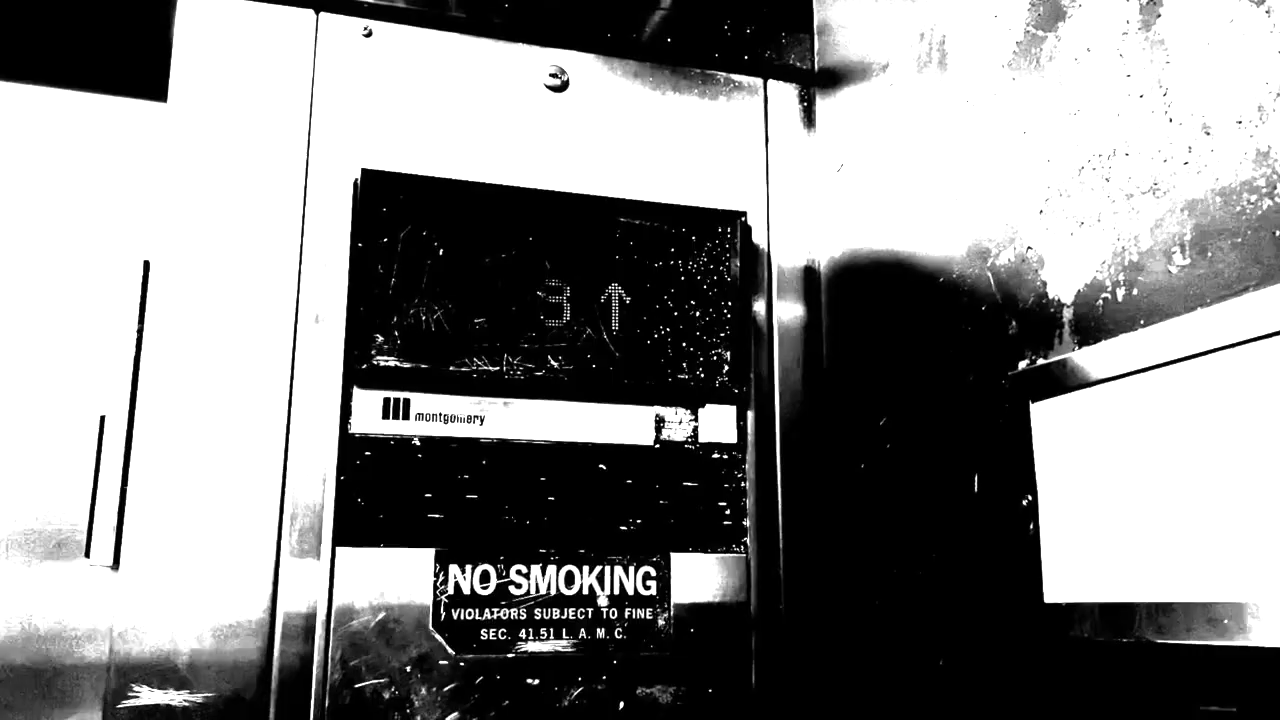 3 ↑
montgomery
NO SMOKING
VIOLATORS SUBJECT TO FINE
SEC. 41.51 L. A. M. C.